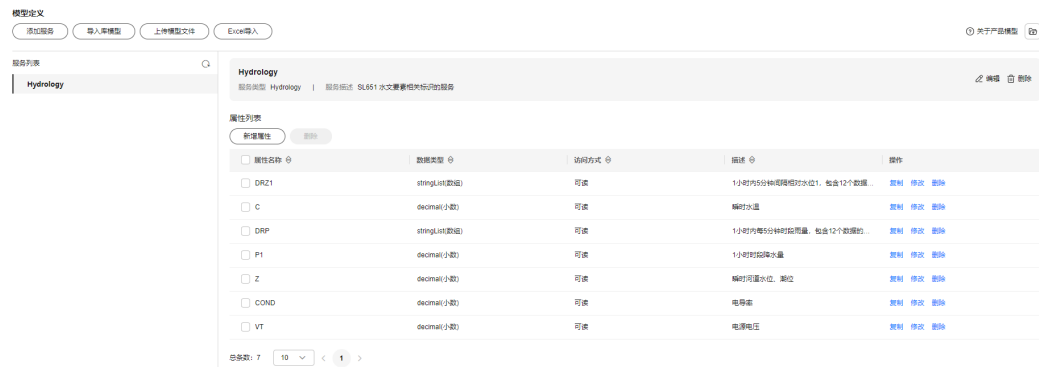 模型定义
添加服务 导入库模型 上传模型文件 Excel导入 关于产品模型
服务列表
Hydrology
Hydrology
服务类型 Hydrology | 服务描述 SL651 水文要素相关标识的服务
编辑 删除
属性列表
新增属性 删除
属性名称 数据类型 访问方式 描述 操作
DRZ1 stringList(数组) 可读 1小时内5分钟间隔相对水位1，包含12个数据... 复制 修改 删除
C decimal(小数) 可读 瞬时水温 复制 修改 删除
DRP stringList(数组) 可读 1小时内每5分钟时段雨量，包含12个数据的... 复制 修改 删除
P1 decimal(小数) 可读 1小时时段降水量 复制 修改 删除
Z decimal(小数) 可读 瞬时河道水位，潮位 复制 修改 删除
COND decimal(小数) 可读 电导率 复制 修改 删除
VT decimal(小数) 可读 电源电压 复制 修改 删除
总条数：7 10 < 1 >